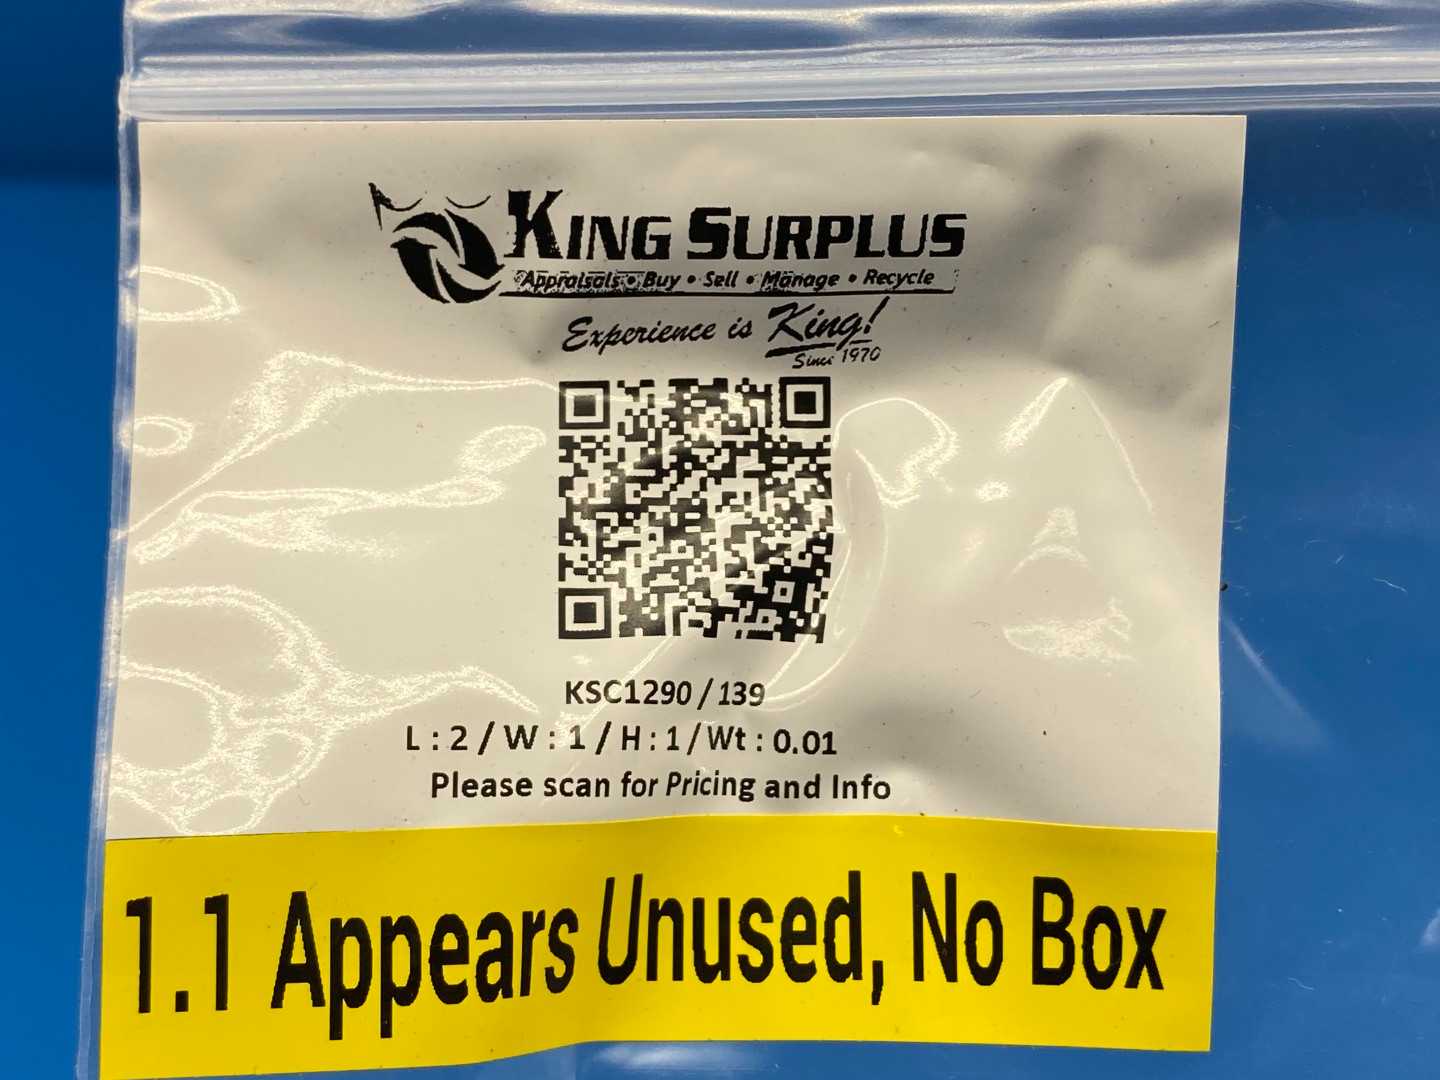 KING SURPLUS
Appraisals • Buy • Sell • Manage • Recycle
Experience is King!
Since 1970
KSC1290 / 139
L : 2 / W : 1 / H : 1 / Wt : 0.01
Please scan for Pricing and Info
1.1 Appears Unused, No Box